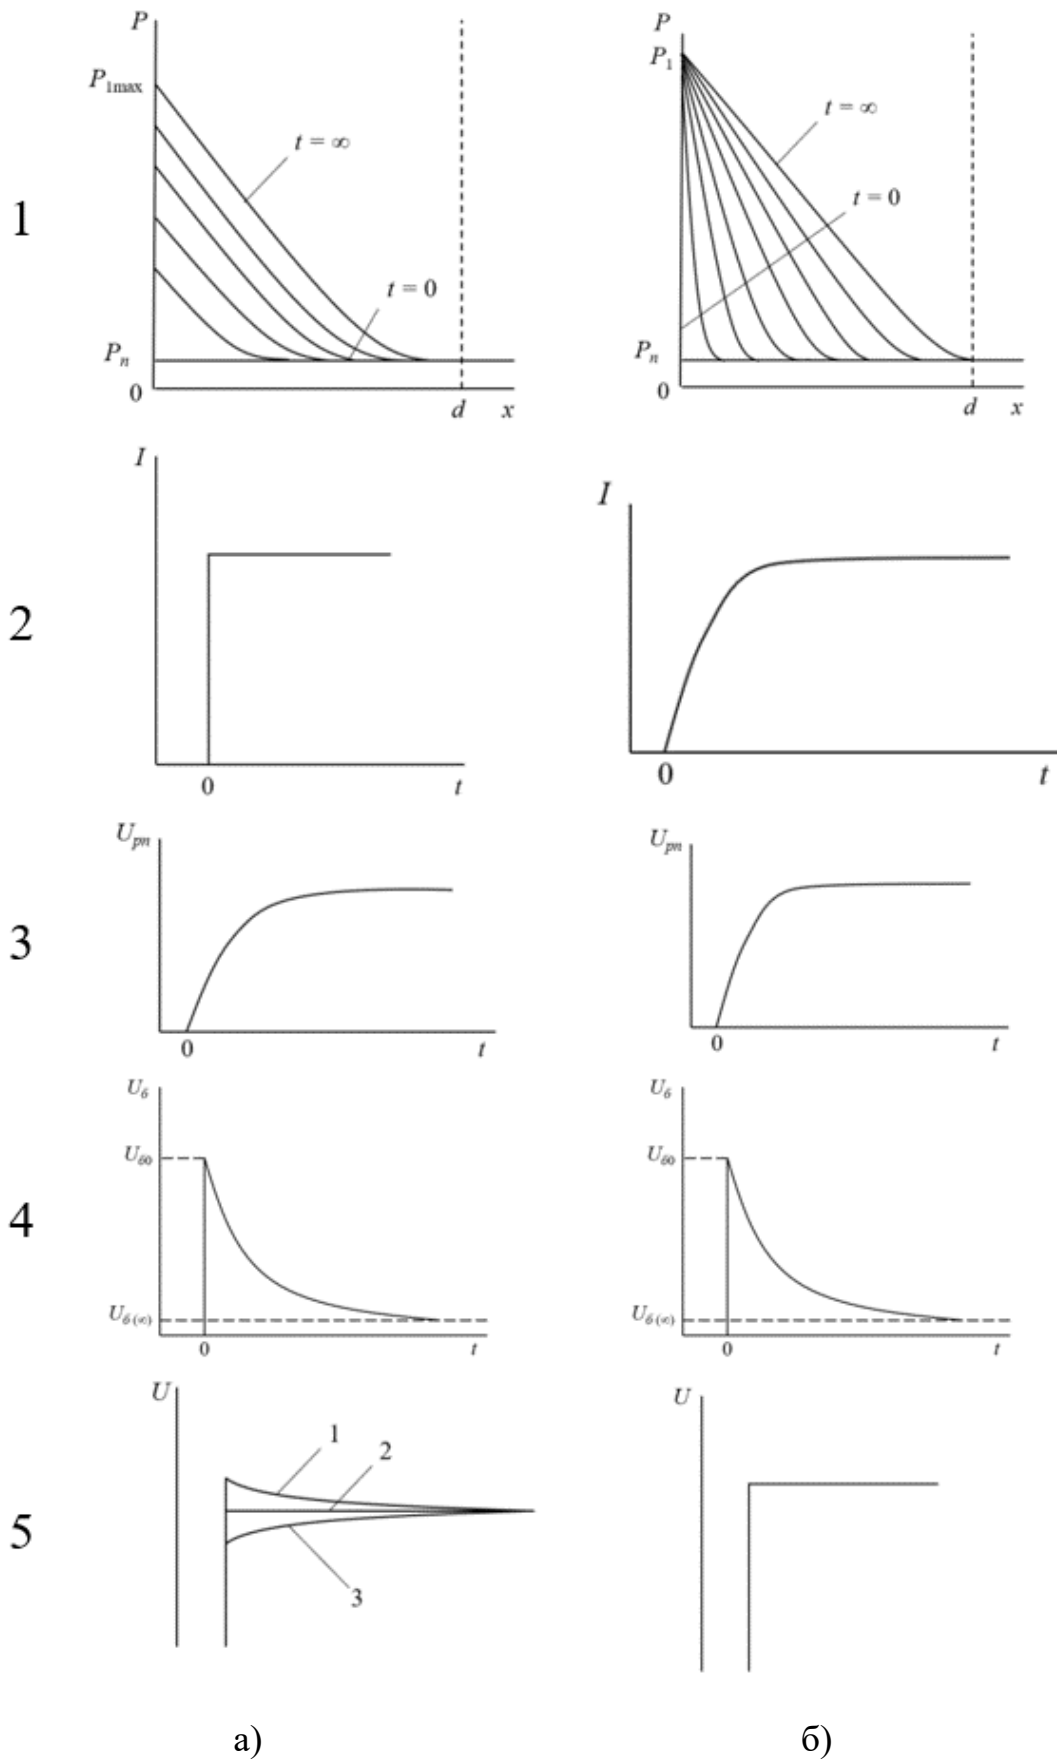 P
P1max
t = ∞
t = 0
Pn
0
d
x
P
P1
t = ∞
t = 0
Pn
0
d
x
1
I
0
t
I
0
t
2
Upn
0
t
Upn
0
t
3
Uб
Uб0
Uб (∞)
0
t
Uб
Uб0
Uб (∞)
0
t
4
U
1
2
3
U
5
а)
б)